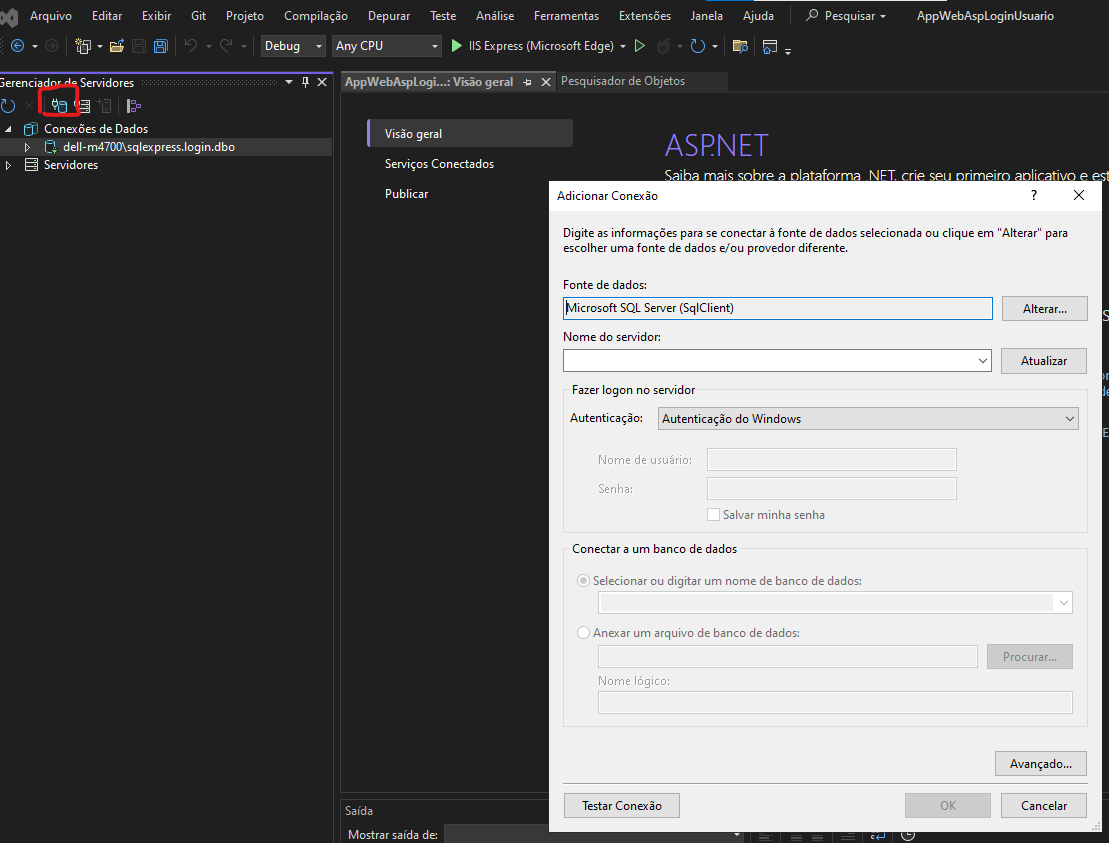 Arquivo Editar Exibir Git Projeto Compilação Depurar Teste Análise Ferramentas Extensões Janela Ajuda Pesquisar AppWebAspLoginUsuario
Debug Any CPU IIS Express (Microsoft Edge)
Gerenciador de Servidores
AppWebAspLogi...: Visão geral Pesquisador de Objetos
Conexões de Dados
dell-m4700\sqlexpress.login.dbo
Servidores
Visão geral
Serviços Conectados
Publicar
ASP.NET
Saiba mais sobre a plataforma .NET, crie seu primeiro aplicativo e est
Adicionar Conexão ?
Digite as informações para se conectar à fonte de dados selecionada ou clique em "Alterar" para
escolher uma fonte de dados e/ou provedor diferente.
Fonte de dados:
Microsoft SQL Server (SqlClient) Alterar...
Nome do servidor:
Atualizar
Fazer logon no servidor
Autenticação: Autenticação do Windows
Nome de usuário:
Senha:
Salvar minha senha
Conectar a um banco de dados
Selecionar ou digitar um nome de banco de dados:
Anexar um arquivo de banco de dados:
Procurar...
Nome lógico:
Avançado...
Testar Conexão OK Cancelar
Saída
Mostrar saída de: